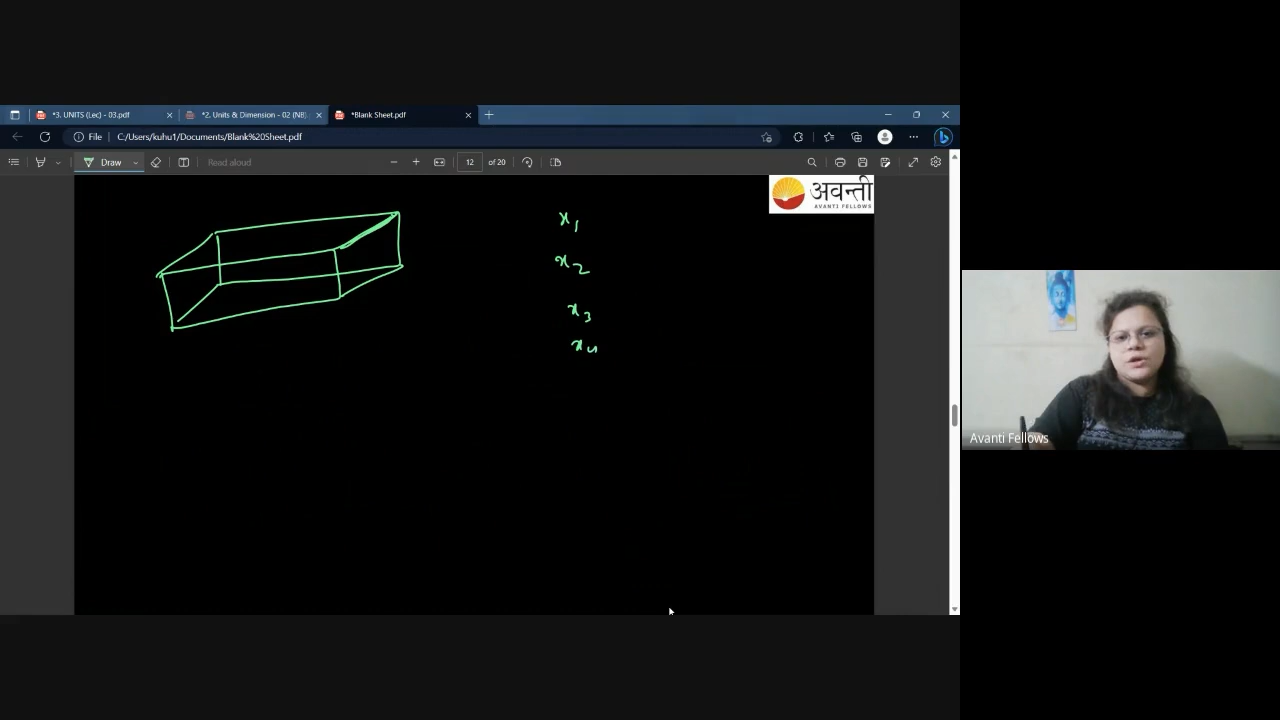 *3. UNITS (Lec) - 03.pdf
*2. Units & Dimension - 02 (NB).
*Blank Sheet.pdf
File
C:/Users/kuhu1/Documents/Blank%20Sheet.pdf
Draw
Read aloud
12 of 20
अवन्ती
AVANTI FELLOWS
x₁
x₂
x₃
x₄
Avanti Fellows